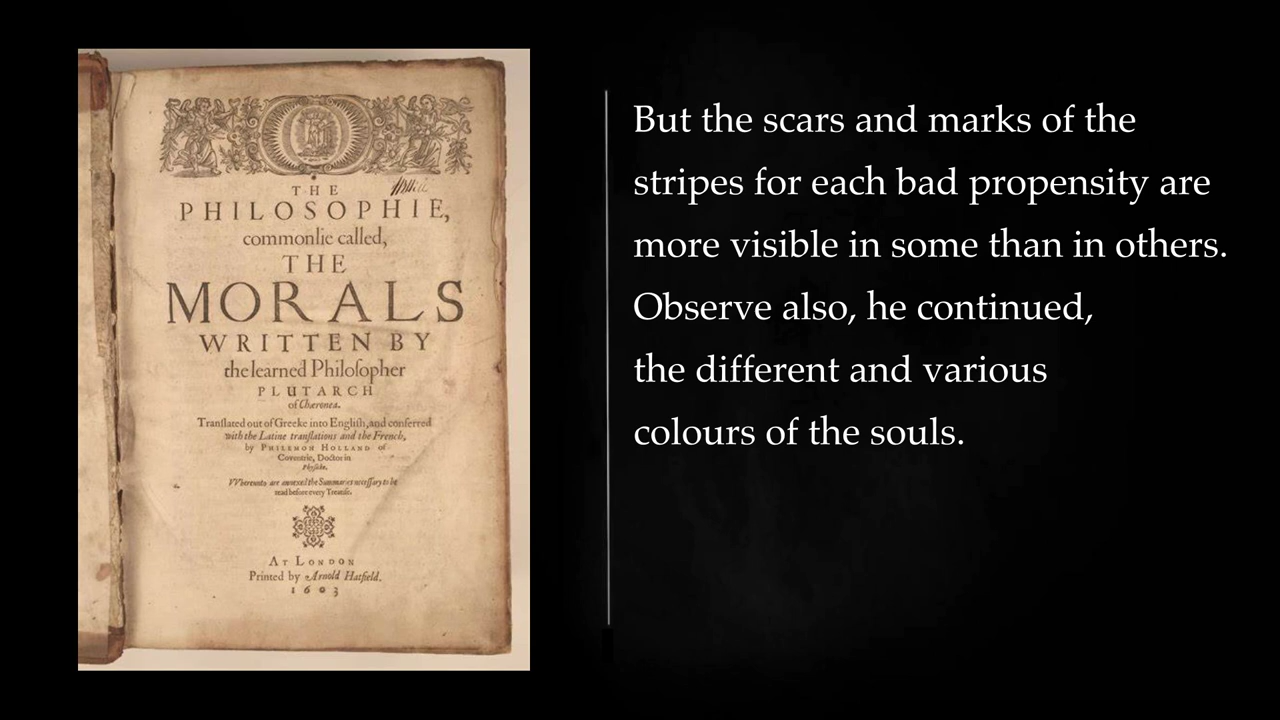 THE
PHILOSOPHIE,
commonlie called,
THE
MORALS
WRITTEN BY
the learned Philoſopher
PLUTARCH
of Chæronea.
Tranſlated out of Greeke into Engliſh, and conferred
with the Latine tranſlations and the French,
by PHILEMON HOLLAND of
Coventrie, Doctor in
Phyſicke.
VVhereunto are annexed the Summaries neceſſary to be
read before every Treatiſe.
AT LONDON
Printed by Arnold Hatfield.
1603
But the scars and marks of the
stripes for each bad propensity are
more visible in some than in others.
Observe also, he continued,
the different and various
colours of the souls.